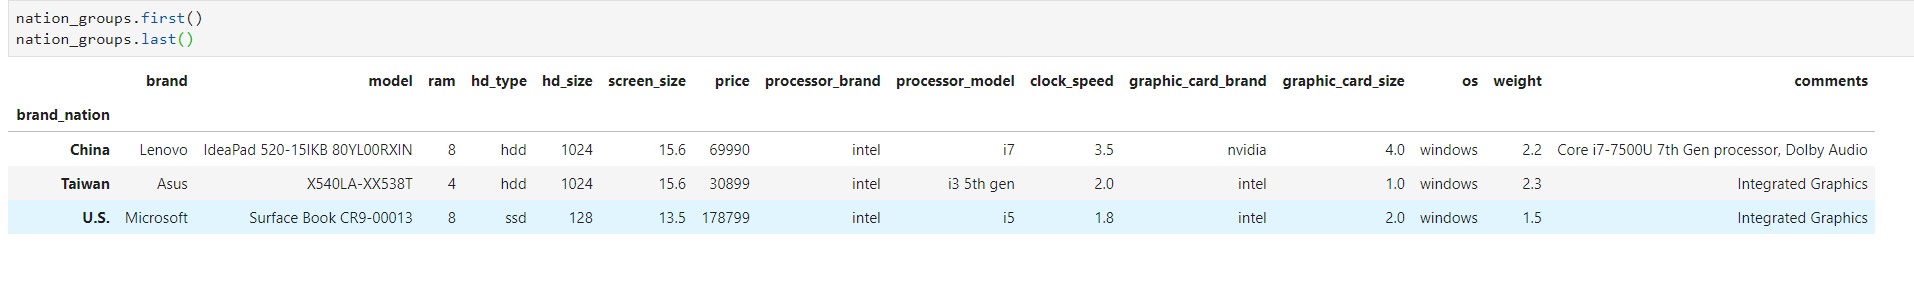 nation_groups.first()
nation_groups.last()
brand model ram hd_type hd_size screen_size price processor_brand processor_model clock_speed graphic_card_brand graphic_card_size os weight comments
brand_nation
China Lenovo IdeaPad 520-15IKB 80YL00RXIN 8 hdd 1024 15.6 69990 intel i7 3.5 nvidia 4.0 windows 2.2 Core i7-7500U 7th Gen processor, Dolby Audio
Taiwan Asus X540LA-XX538T 4 hdd 1024 15.6 30899 intel i3 5th gen 2.0 intel 1.0 windows 2.3 Integrated Graphics
U.S. Microsoft Surface Book CR9-00013 8 ssd 128 13.5 178799 intel i5 1.8 intel 2.0 windows 1.5 Integrated Graphics